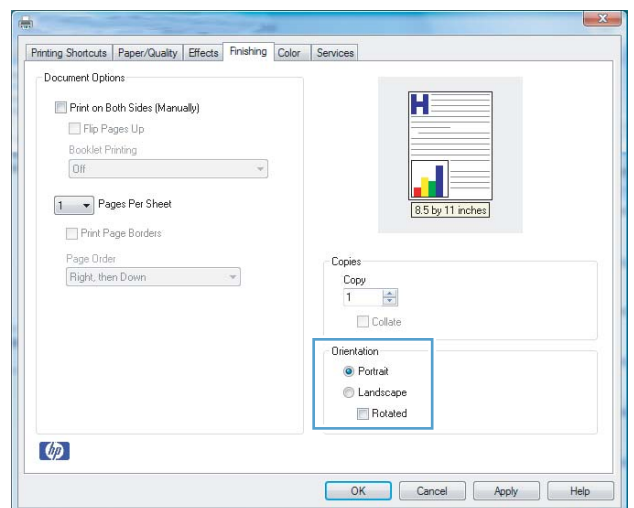 Printing Shortcuts Paper/Quality Effects Finishing Color Services
Document Options
Print on Both Sides (Manually)
Flip Pages Up
Booklet Printing
Off
1 Pages Per Sheet
Print Page Borders
Page Order
Right, then Down
H
8.5 by 11 inches
Copies
Copy
1
Collate
Orientation
Portrait
Landscape
Rotated
hp
OK Cancel Apply Help